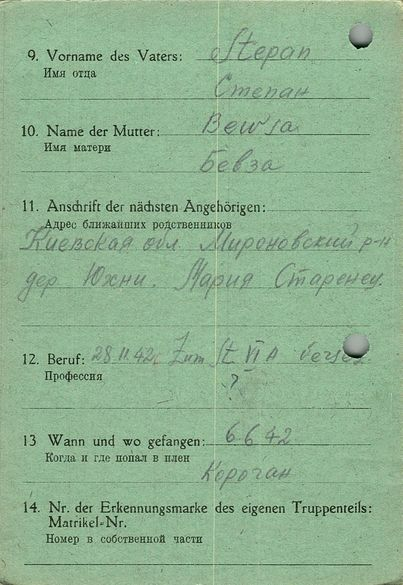 9. Vorname des Vaters: Stepan
Имя отца
Степан
10. Name der Mutter: Bewsa
Имя матери
Бевза
11. Anschrift der nächsten Angehörigen:
Адрес ближайших родственников
Киевская обл. Мироновский р-н
дер Юхни. Мария Старенец.
12. Beruf: 28.11.42. Zum St. VI A versetz
Профессия
?
13 Wann und wo gefangen: 6 6 42
Когда и где попал в плен
Корочан
14. Nr. der Erkennungsmarke des eigenen Truppenteils:
Matrikel-Nr.
Номер в собственной части